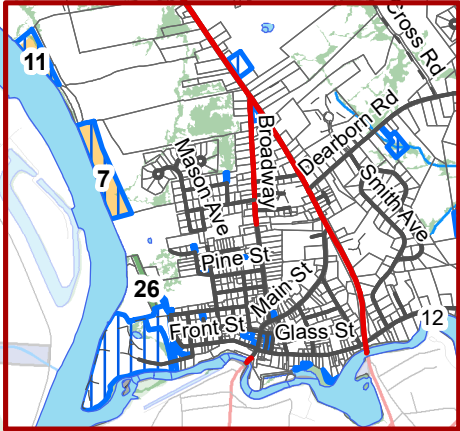 11
Cross Rd
7
Mason Ave
Broadway
Dearborn Rd
Smith Ave
Pine St
26
Main St
Front St
Glass St
12